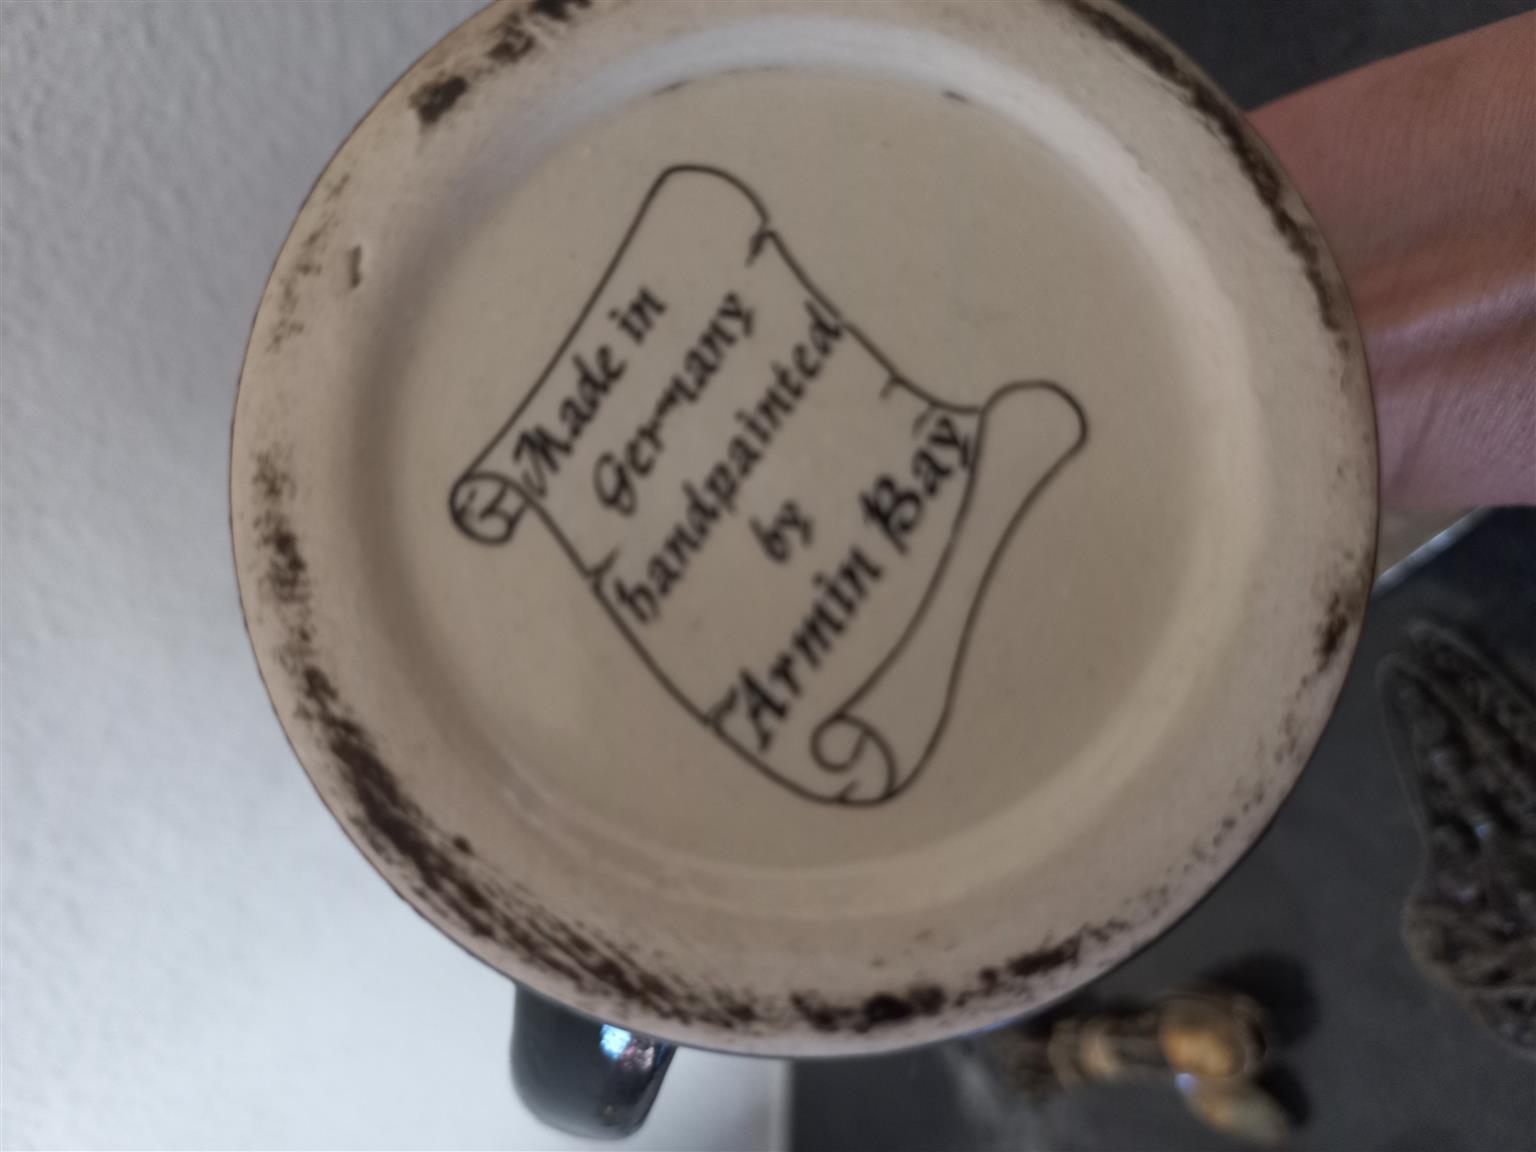 Made in
Germany
handpainted
by
Armin Bay